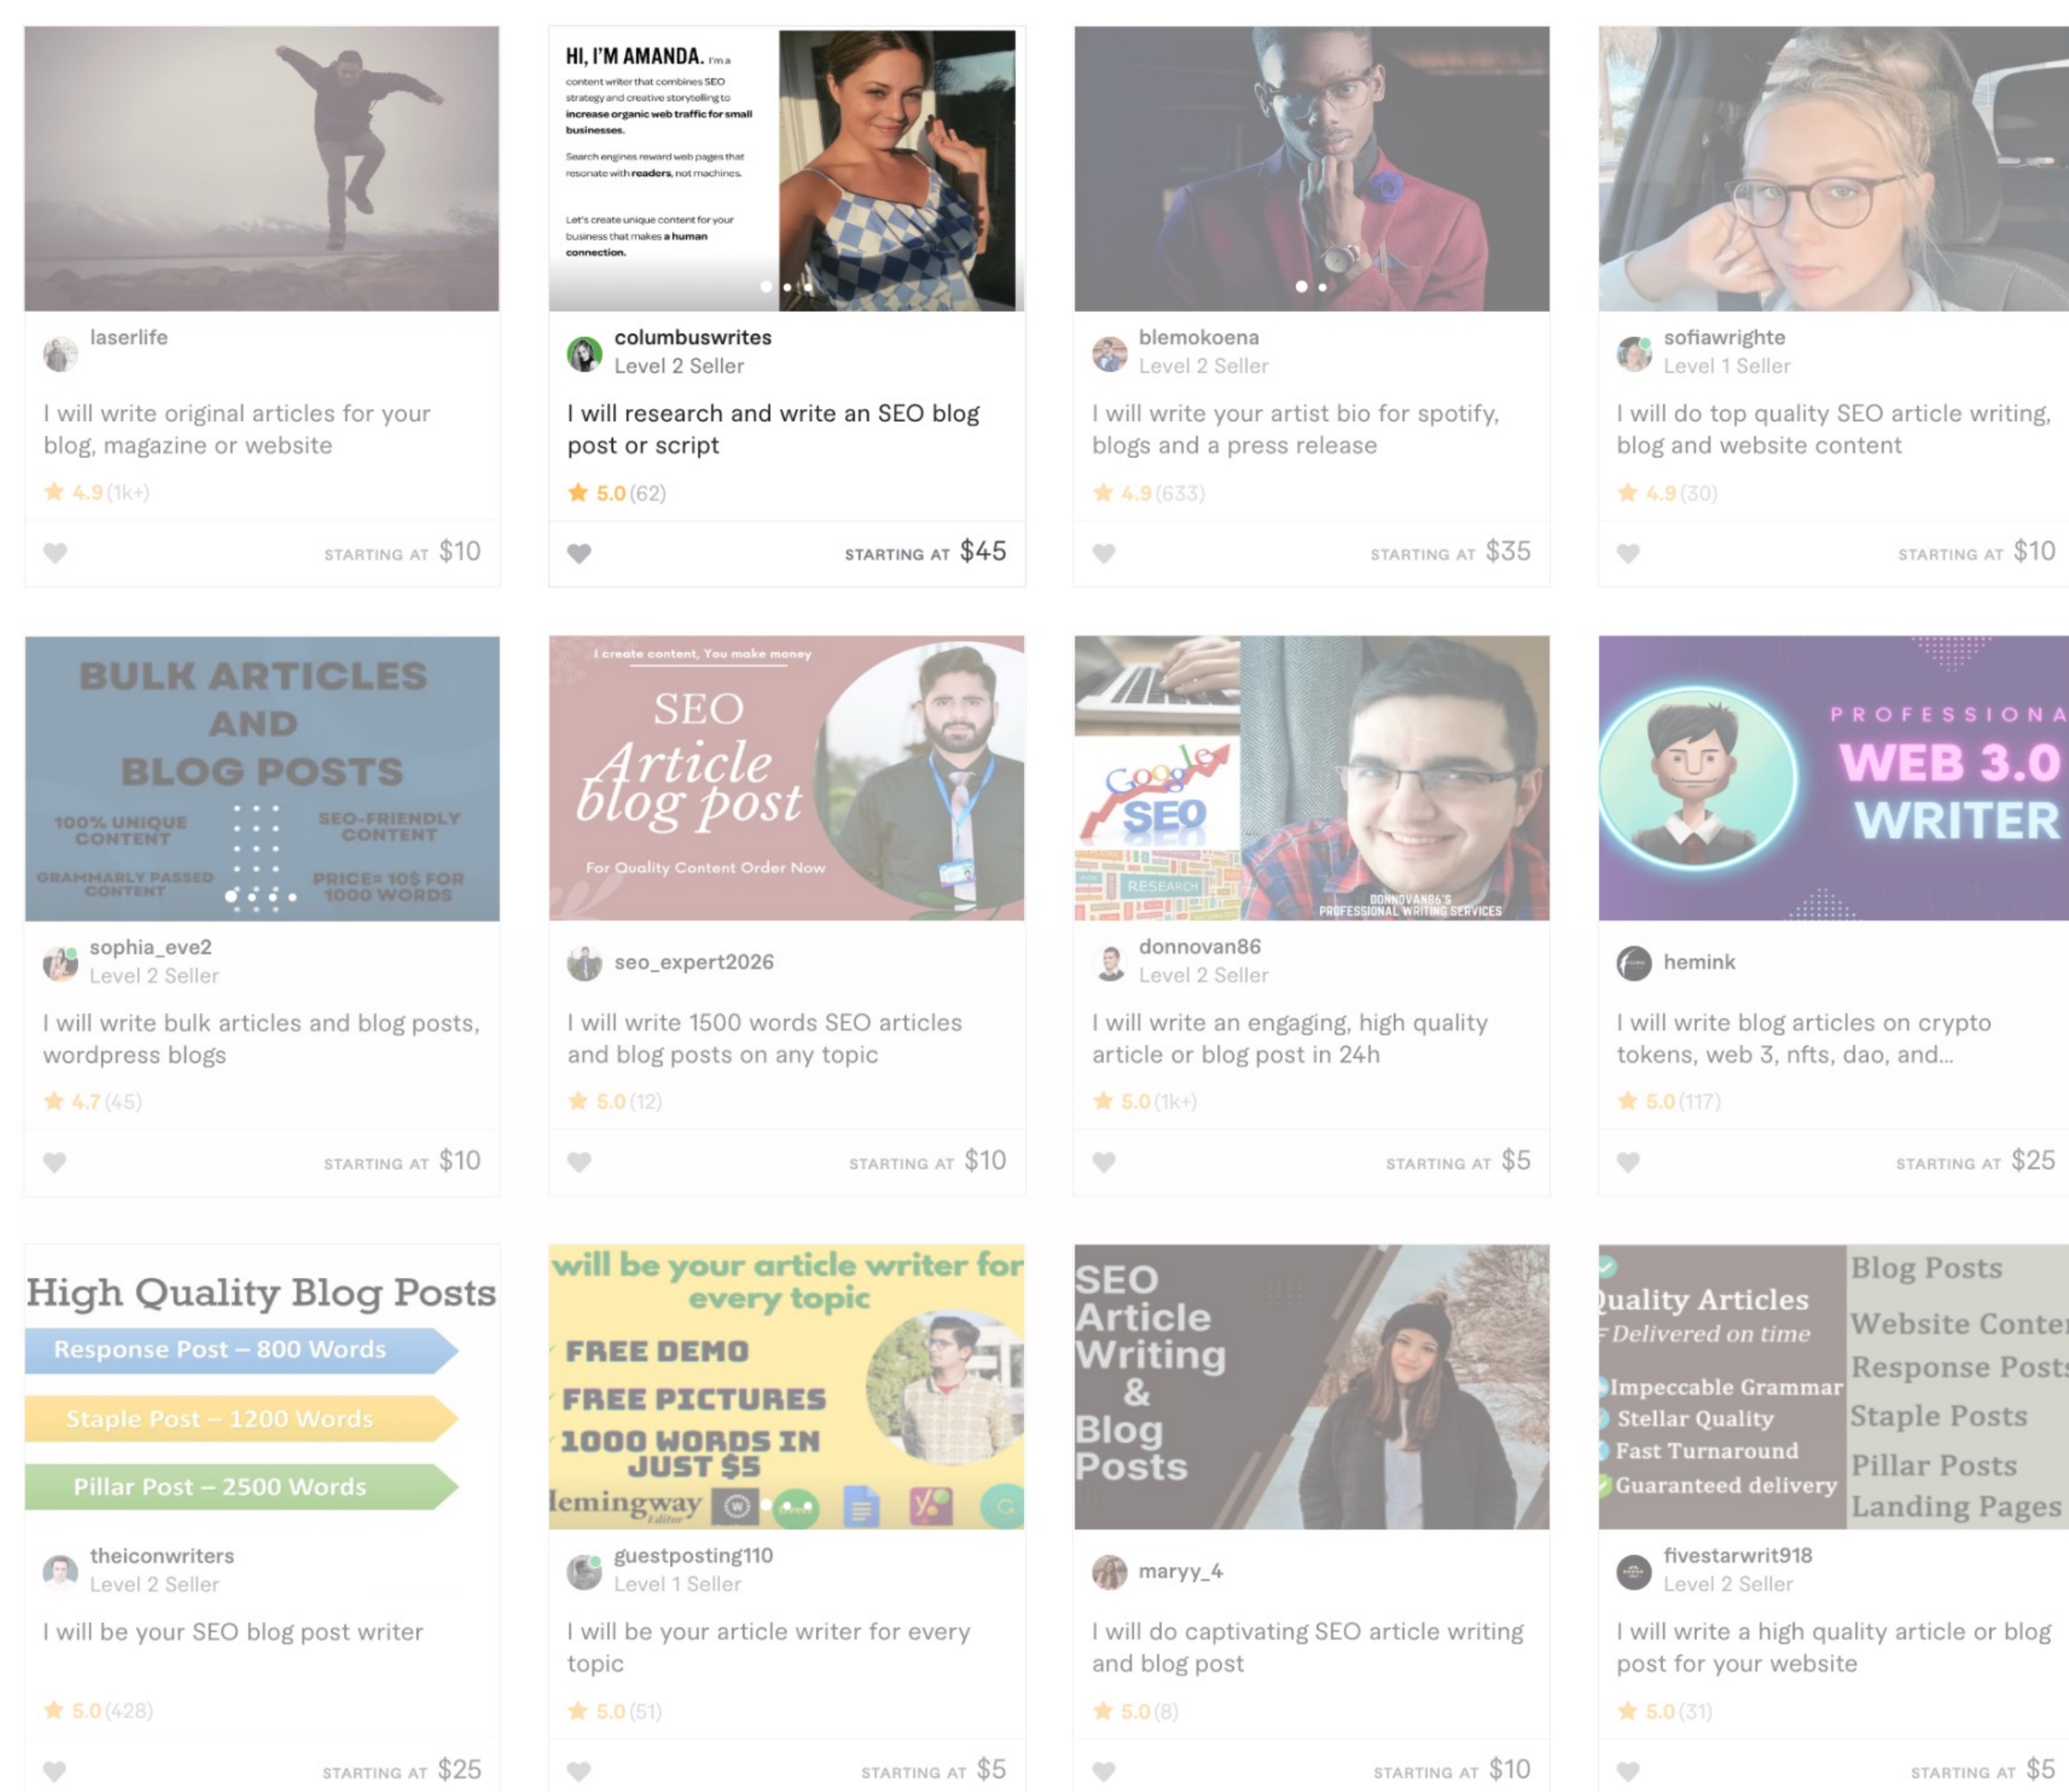 HI, I'M AMANDA. I'm a
content writer that combines SEO
strategy and creative storytelling to
increase organic web traffic for small
businesses.
Search engines reward web pages that
resonate with readers, not machines.
Let's create unique content for your
business that makes a human
connection.
laserlife
I will write original articles for your
blog, magazine or website
4.9 (1k+)
STARTING AT $10
columbuswrites
Level 2 Seller
I will research and write an SEO blog
post or script
5.0 (62)
STARTING AT $45
blemokoena
Level 2 Seller
I will write your artist bio for spotify,
blogs and a press release
4.9 (633)
STARTING AT $35
sofiawrighte
Level 1 Seller
I will do top quality SEO article writing,
blog and website content
4.9 (30)
STARTING AT $10
BULK ARTICLES
AND
BLOG POSTS
100% UNIQUE
CONTENT
SEO-FRIENDLY
CONTENT
GRAMMARLY PASSED
CONTENT
PRICE= 10$ FOR
1000 WORDS
sophia_eve2
Level 2 Seller
I will write bulk articles and blog posts,
wordpress blogs
4.7 (45)
STARTING AT $10
I create content, You make money
SEO
Article
blog post
For Quality Content Order Now
seo_expert2026
I will write 1500 words SEO articles
and blog posts on any topic
5.0 (12)
STARTING AT $10
Google
SEO
RESEARCH
DONNOVAN86'S
PROFESSIONAL WRITING SERVICES
donnovan86
Level 2 Seller
I will write an engaging, high quality
article or blog post in 24h
5.0 (1k+)
STARTING AT $5
PROFESSIONA
WEB 3.0
WRITER
hemink
I will write blog articles on crypto
tokens, web 3, nfts, dao, and...
5.0 (117)
STARTING AT $25
High Quality Blog Posts
Response Post – 800 Words
Staple Post – 1200 Words
Pillar Post – 2500 Words
theiconwriters
Level 2 Seller
I will be your SEO blog post writer
5.0 (428)
STARTING AT $25
will be your article writer for
every topic
FREE DEMO
FREE PICTURES
1000 WORDS IN
JUST $5
Hemingway
Editor
guestposting110
Level 1 Seller
I will be your article writer for every
topic
5.0 (51)
STARTING AT $5
SEO
Article
Writing
&
Blog
Posts
maryy_4
I will do captivating SEO article writing
and blog post
5.0 (8)
STARTING AT $10
Quality Articles
Delivered on time
Impeccable Grammar
Stellar Quality
Fast Turnaround
Guaranteed delivery
Blog Posts
Website Conter
Response Posts
Staple Posts
Pillar Posts
Landing Pages
fivestarwrit918
Level 2 Seller
I will write a high quality article or blog
post for your website
5.0 (31)
STARTING AT $5